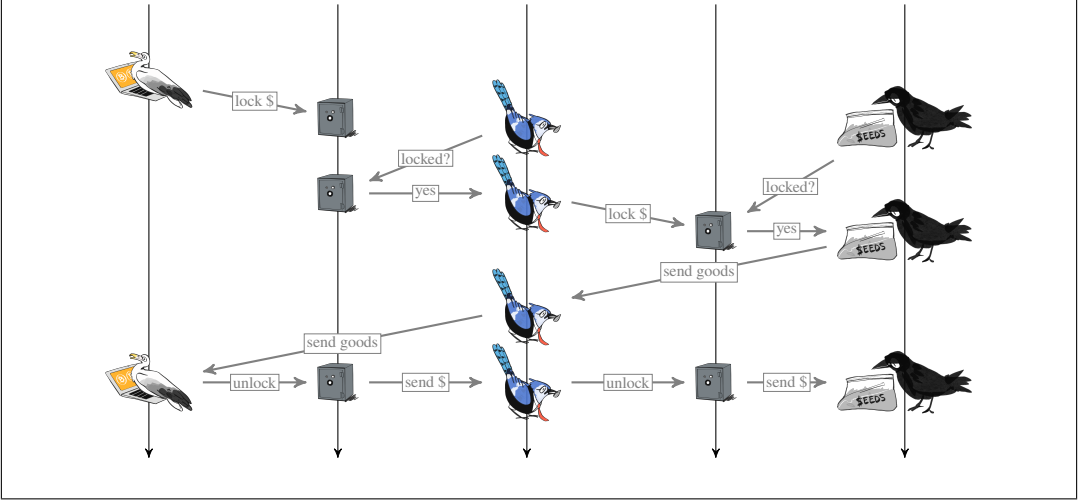 lock $
$EEDS
locked?
locked?
yes
lock $
yes
$EEDS
send goods
send goods
unlock
send $
unlock
send $
$EEDS